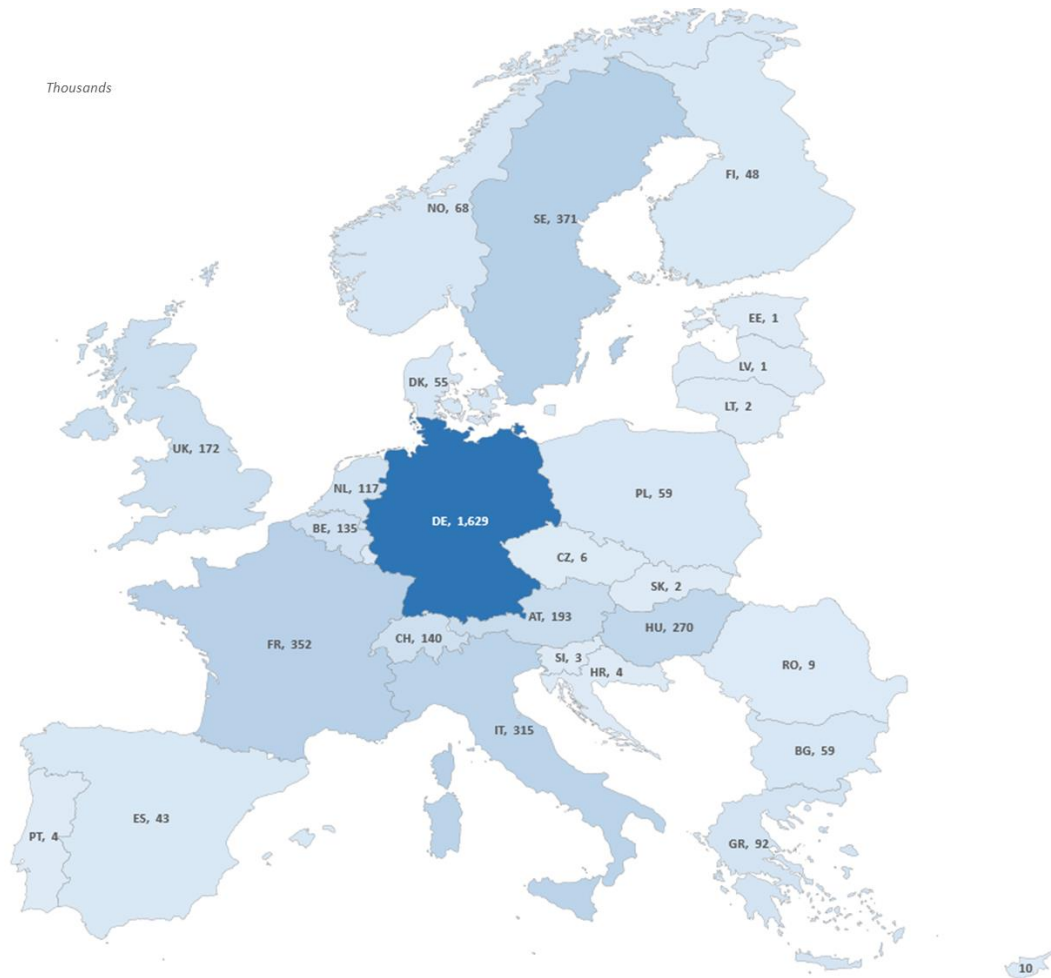 Thousands
FI, 48
NO, 68
SE, 371
EE, 1
LV, 1
DK, 55
LT, 2
UK, 172
NL, 117
PL, 59
DE, 1,629
BE, 135
CZ, 6
SK, 2
AT, 193
HU, 270
CH, 140
FR, 352
SI, 3
RO, 9
HR, 4
IT, 315
BG, 59
ES, 43
PT, 4
GR, 92
10